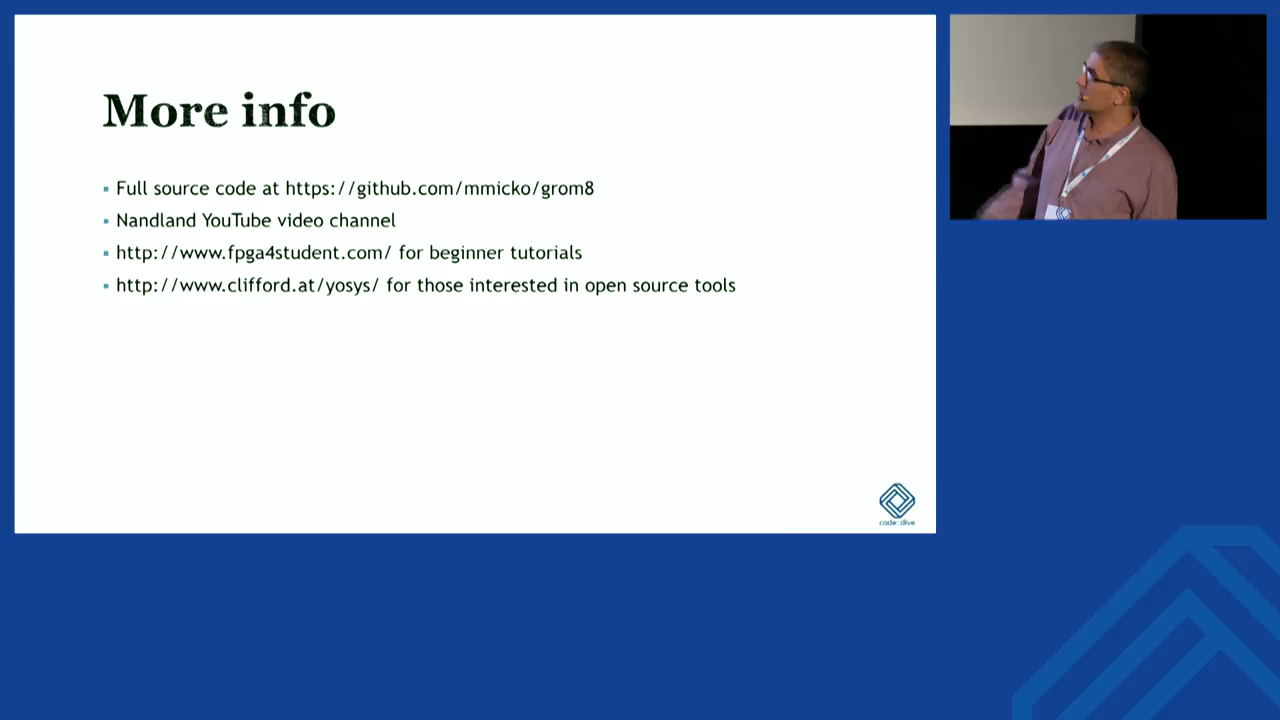 More info
Full source code at https://github.com/mmicko/grom8
Nandland YouTube video channel
http://www.fpga4student.com/ for beginner tutorials
http://www.clifford.at/yosys/ for those interested in open source tools
code::dive